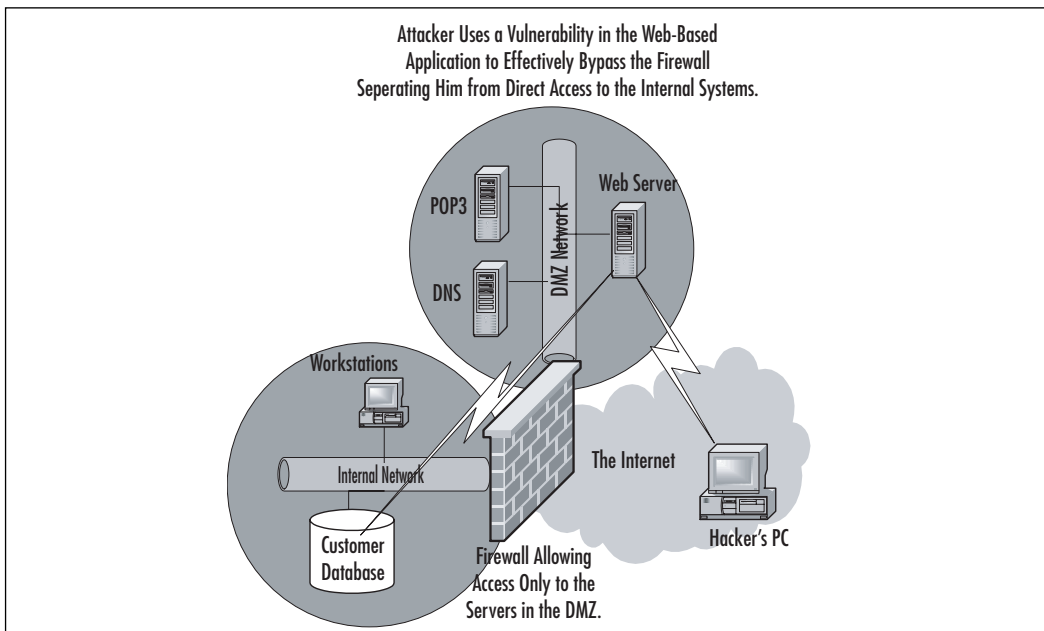 Attacker Uses a Vulnerability in the Web-Based
Application to Effectively Bypass the Firewall
Seperating Him from Direct Access to the Internal Systems.
POP3
Web Server
DMZ Network
DNS
Workstations
Internal Network
The Internet
Customer
Database
Hacker's PC
Firewall Allowing
Access Only to the
Servers in the DMZ.